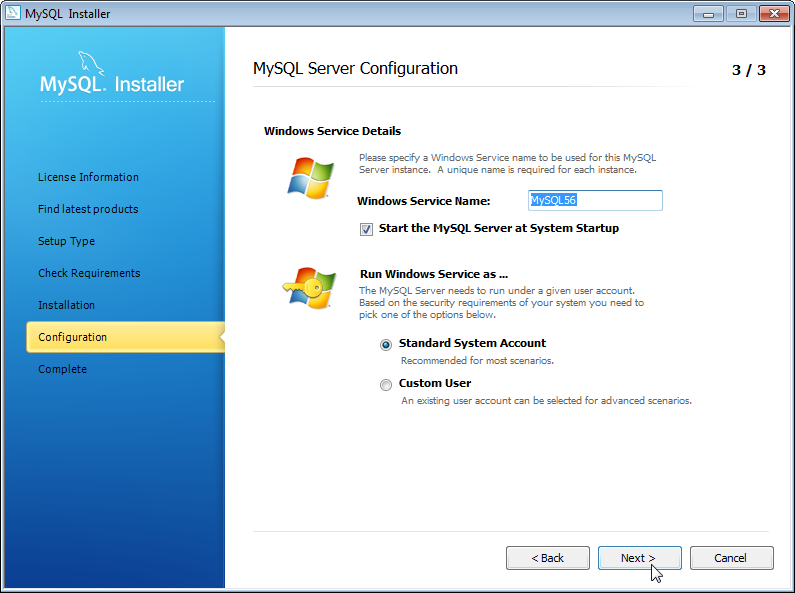 MySQL Installer
MySQL. Installer
License Information
Find latest products
Setup Type
Check Requirements
Installation
Configuration
Complete
MySQL Server Configuration
3 / 3
Windows Service Details
Please specify a Windows Service name to be used for this MySQL
Server instance. A unique name is required for each instance.
Windows Service Name:
MySQL56
Start the MySQL Server at System Startup
Run Windows Service as ...
The MySQL Server needs to run under a given user account.
Based on the security requirements of your system you need to
pick one of the options below.
Standard System Account
Recommended for most scenarios.
Custom User
An existing user account can be selected for advanced scenarios.
< Back
Next >
Cancel